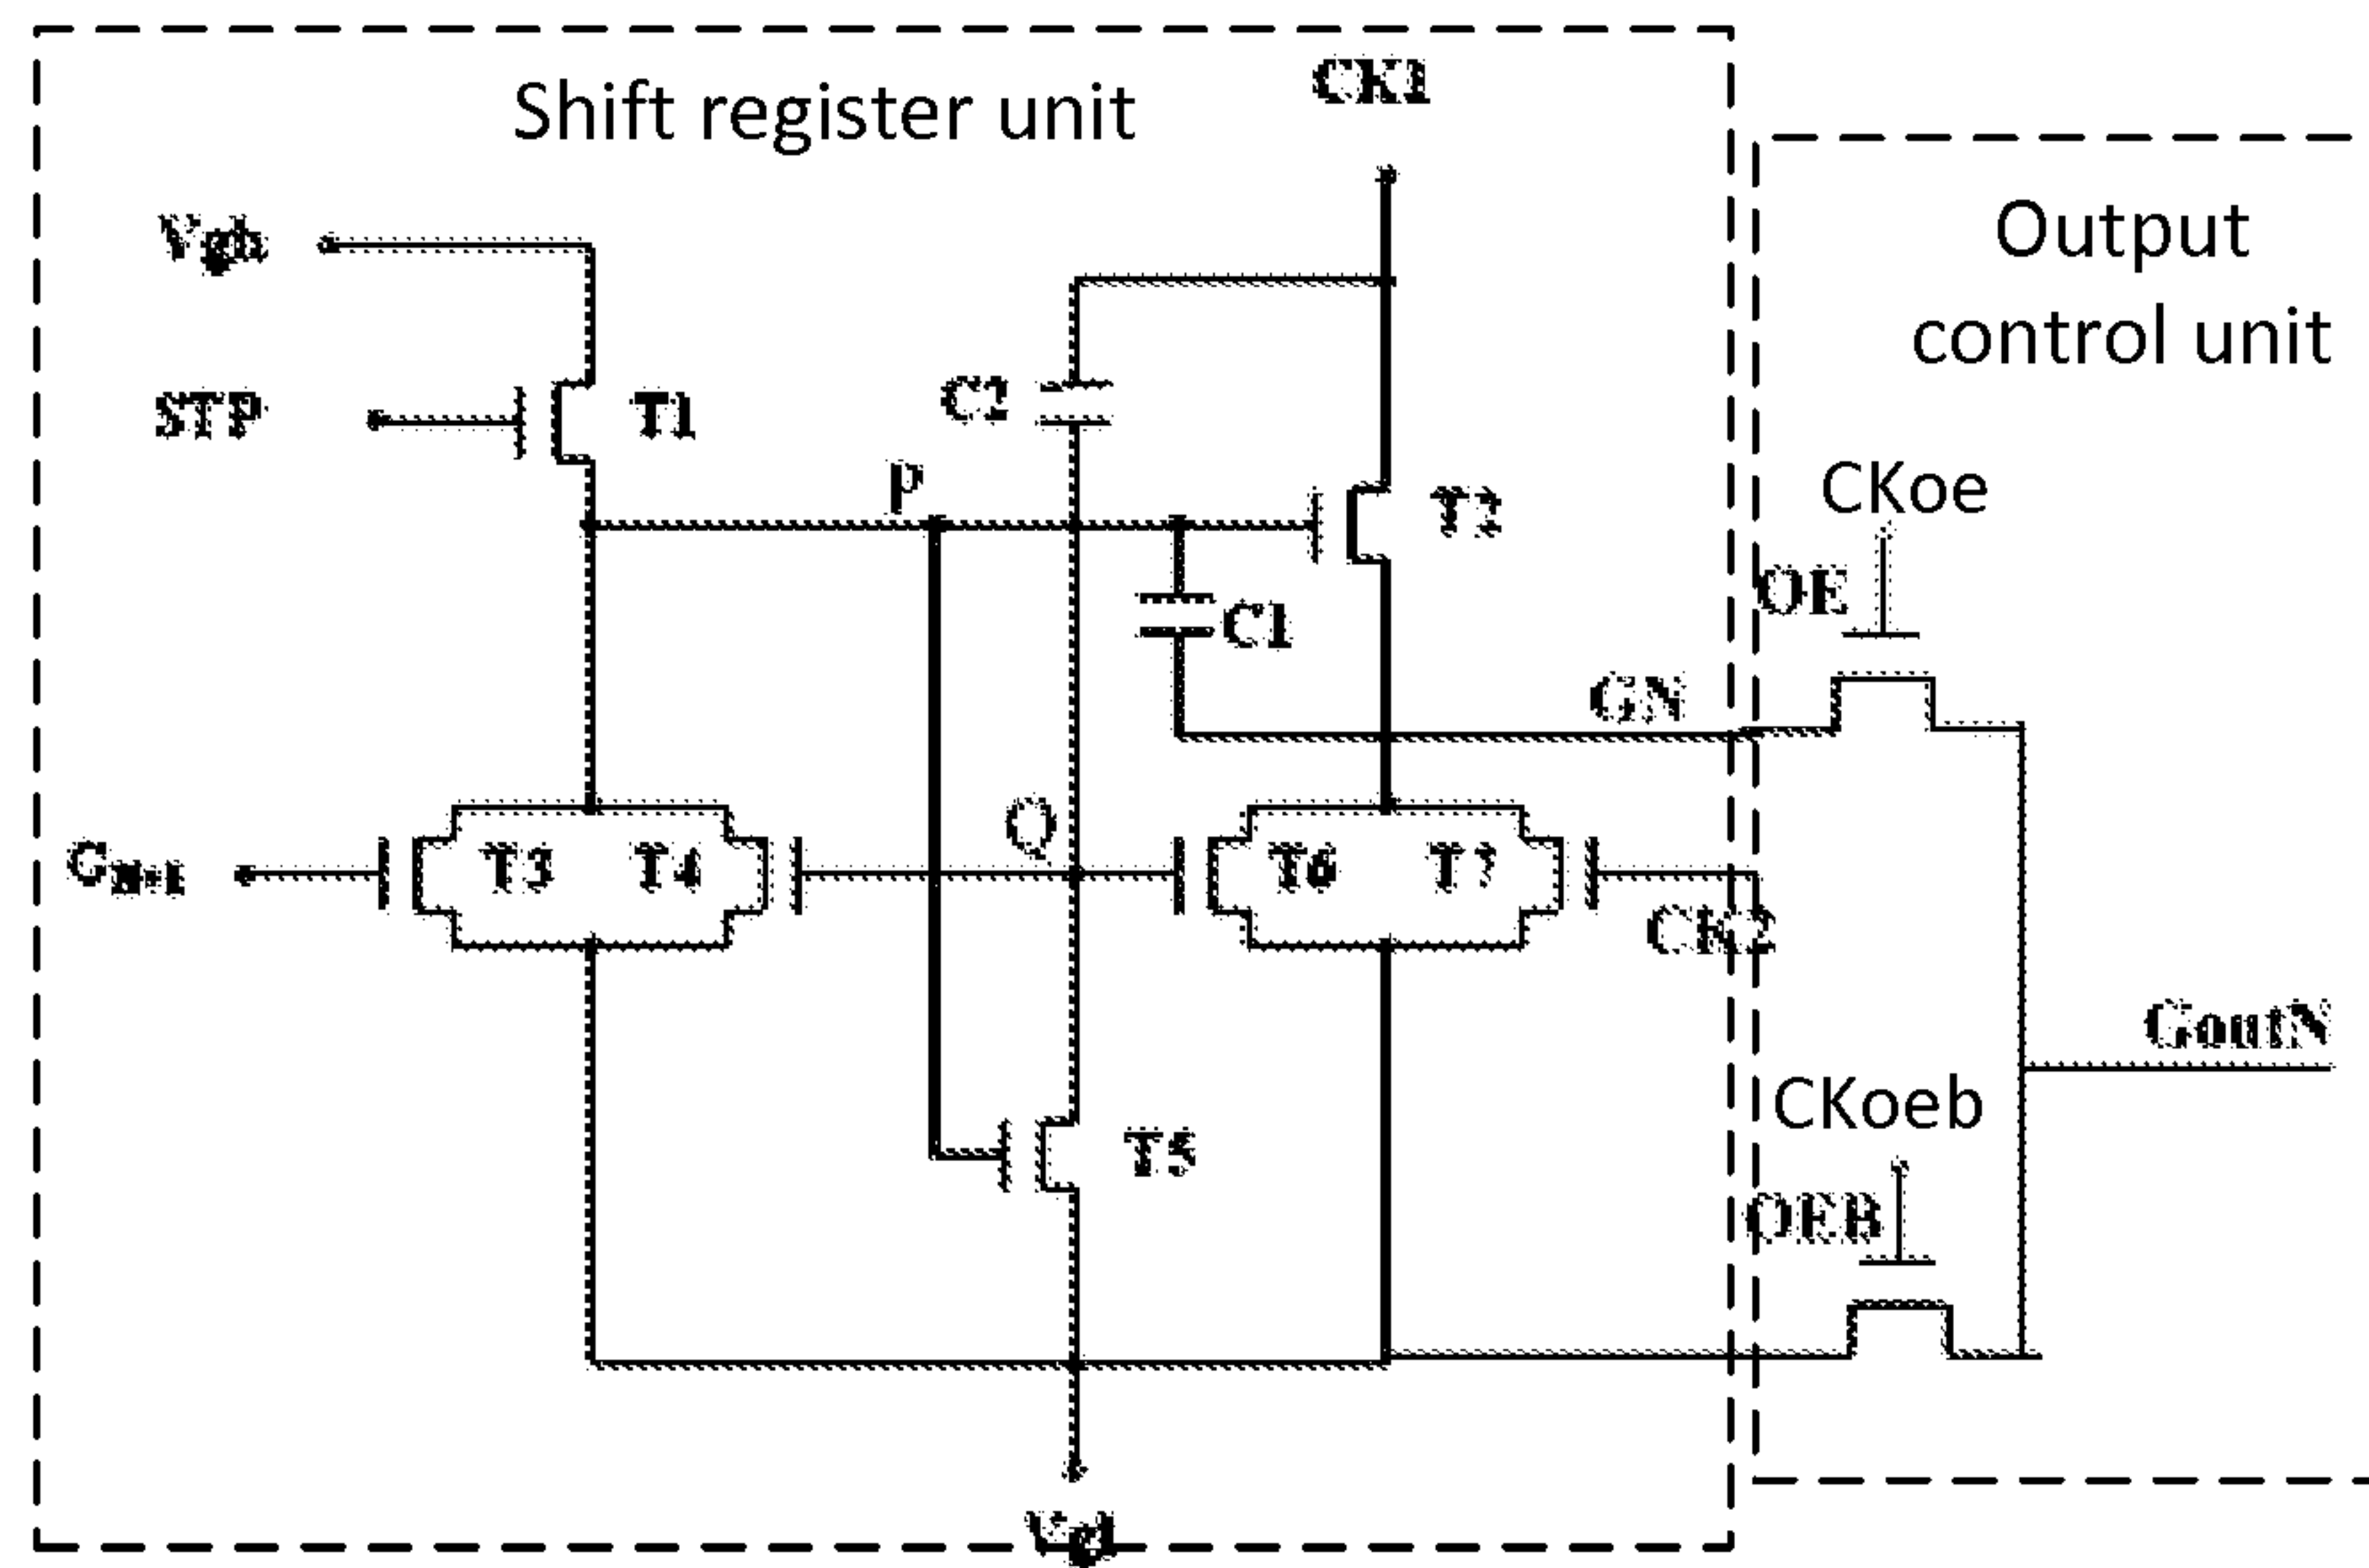 Shift register unit
CK1
Output
control unit
Vgh
STP
T1
C2
P
T2
CKoe
OE
C1
GN
Q
T3
T4
T6
T7
CK2
GoutN
CKoeb
T5
OEB
Vgl